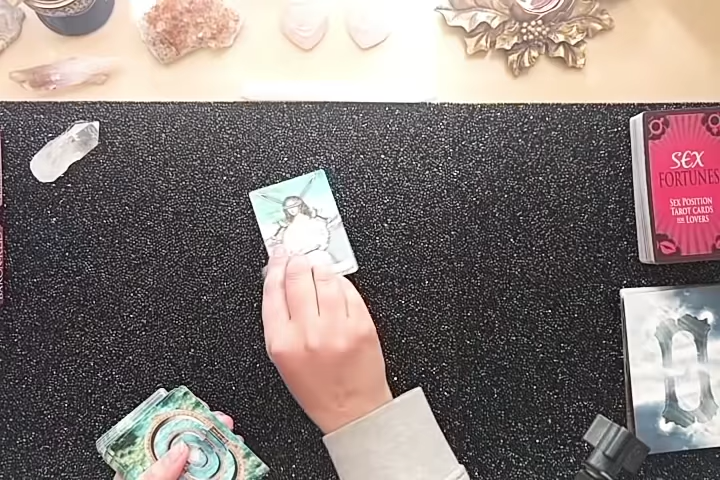 SEX
FORTUNES
SEX POSITION
TAROT CARDS
FOR LOVERS